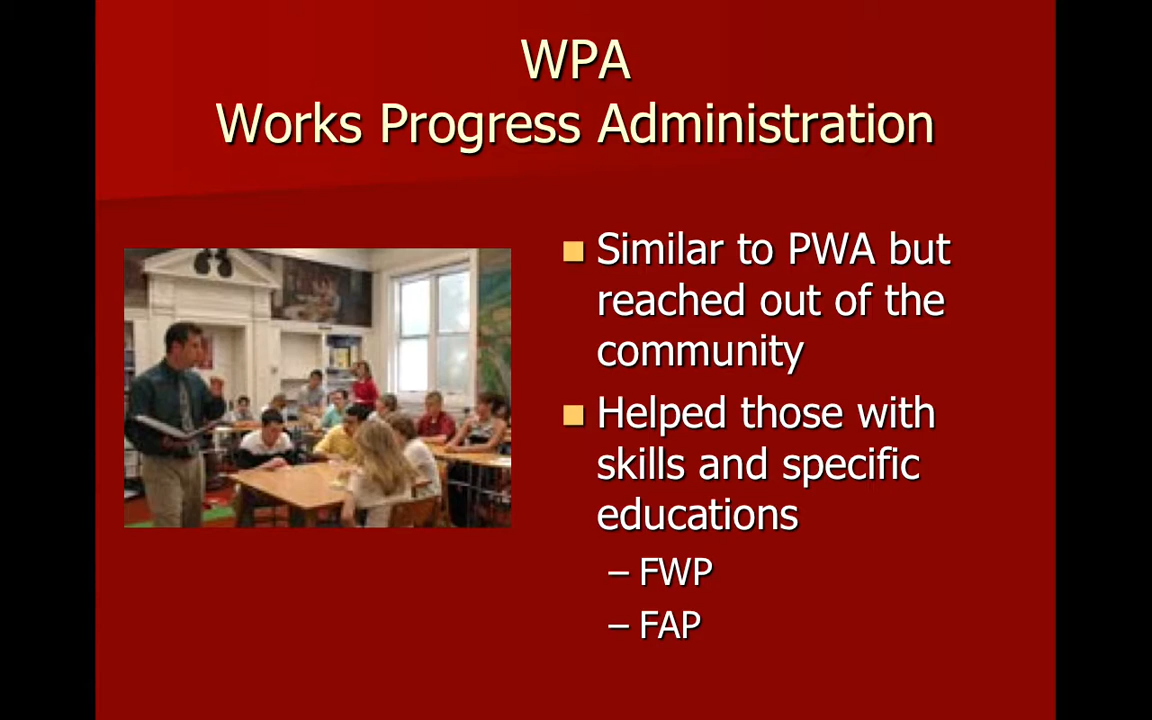 WPA
Works Progress Administration
■ Similar to PWA but
reached out of the
community
■ Helped those with
skills and specific
educations
– FWP
– FAP